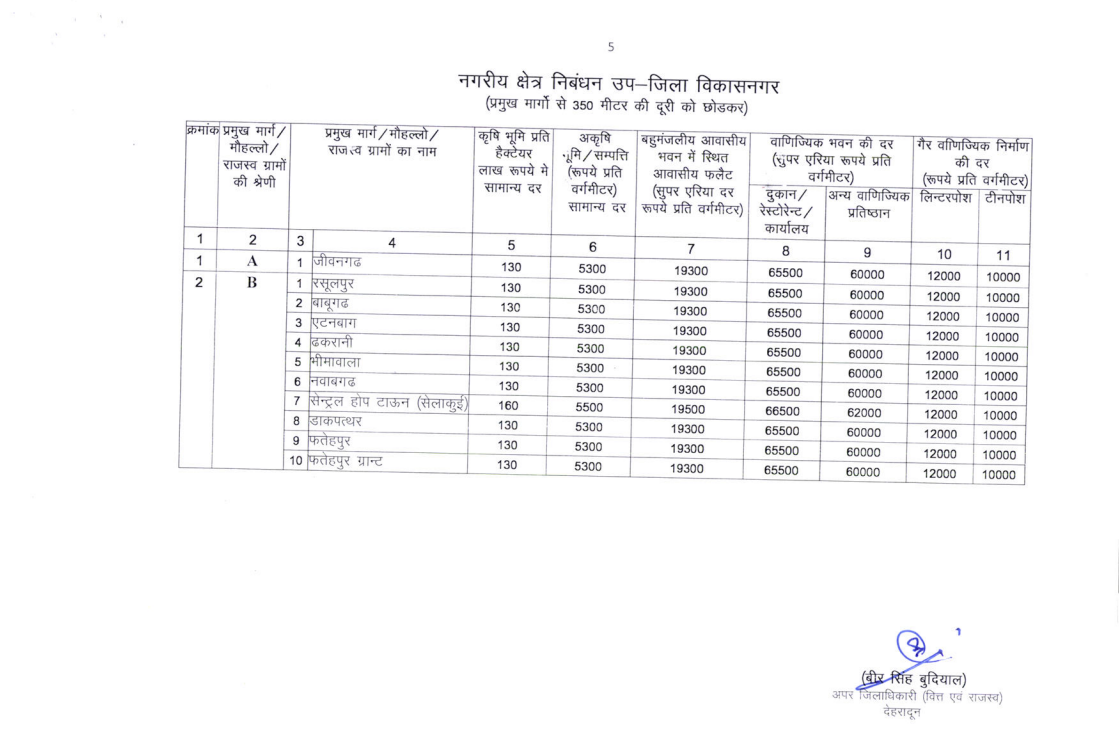 5
नगरीय क्षेत्र निबंधन उप–जिला विकासनगर
(प्रमुख मार्गो से 350 मीटर की दूरी को छोडकर)
क्रमांक प्रमुख मार्ग/ मौहल्लो/ राजस्व ग्रामों की श्रेणी प्रमुख मार्ग/मौहल्लो/ राजस्व ग्रामों का नाम कृषि भूमि प्रति हैक्टेयर लाख रूपये मे सामान्य दर अकृषि भूमि/सम्पत्ति (रूपये प्रति वर्गमीटर) सामान्य दर बहुमंजलीय आवासीय भवन में स्थित आवासीय फलैट (सुपर एरिया दर रूपये प्रति वर्गमीटर) वाणिज्यिक भवन की दर (सुपर एरिया रूपये प्रति वर्गमीटर) गैर वाणिज्यिक निर्माण की दर (रूपये प्रति वर्गमीटर)
दुकान/ रेस्टोरेन्ट/ कार्यालय अन्य वाणिज्यिक प्रतिष्ठान लिन्टरपोश टीनपोश
1 2 3 4 5 6 7 8 9 10 11
1 A 1 जीवनगढ 130 5300 19300 65500 60000 12000 10000
2 B 1 रसूलपुर 130 5300 19300 65500 60000 12000 10000
2 बाबूगढ 130 5300 19300 65500 60000 12000 10000
3 एटनबाग 130 5300 19300 65500 60000 12000 10000
4 ढकरानी 130 5300 19300 65500 60000 12000 10000
5 भीमावाला 130 5300 19300 65500 60000 12000 10000
6 नवाबगढ 130 5300 19300 65500 60000 12000 10000
7 सेन्ट्रल होप टाऊन (सेलाकुई) 160 5500 19500 66500 62000 12000 10000
8 डाकपत्थर 130 5300 19300 65500 60000 12000 10000
9 फतेहपुर 130 5300 19300 65500 60000 12000 10000
10 फतेहपुर ग्रान्ट 130 5300 19300 65500 60000 12000 10000
(बीर सिंह बुदियाल)
अपर जिलाधिकारी (वित्त एवं राजस्व)
देहरादून